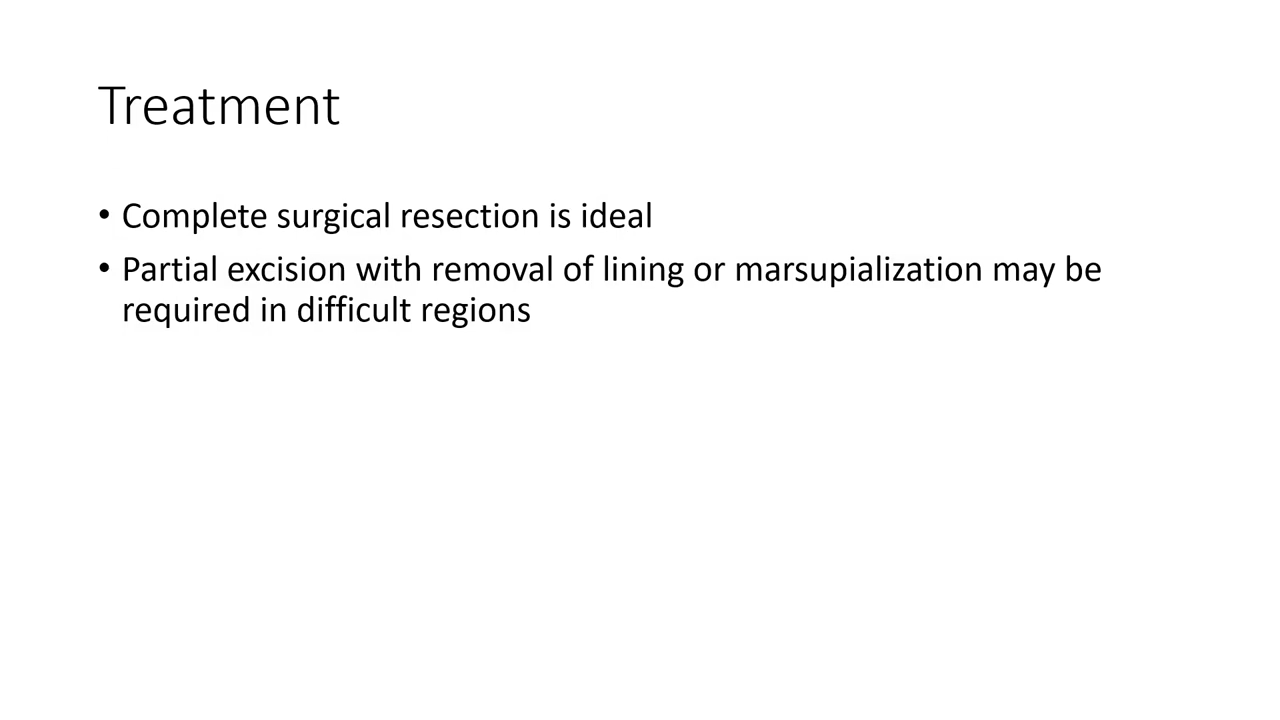 Treatment
• Complete surgical resection is ideal
• Partial excision with removal of lining or marsupialization may be
required in difficult regions